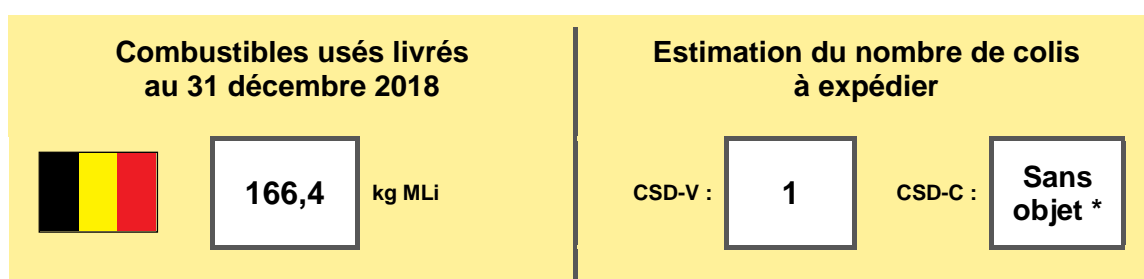 Combustibles usés livrés
au 31 décembre 2018
166,4 kg MLi
Estimation du nombre de colis
à expédier
CSD-V : 1 CSD-C : Sans
objet *